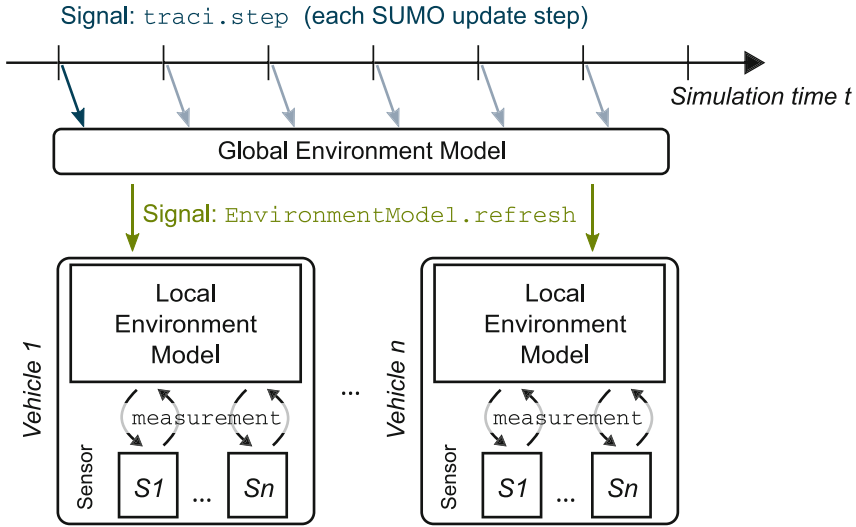 Signal: traci.step (each SUMO update step)
Simulation time t
Global Environment Model
Signal: EnvironmentModel.refresh
Vehicle 1
Local
Environment
Model
measurement
Sensor
S1 ... Sn
...
Vehicle n
Local
Environment
Model
measurement
Sensor
S1 ... Sn